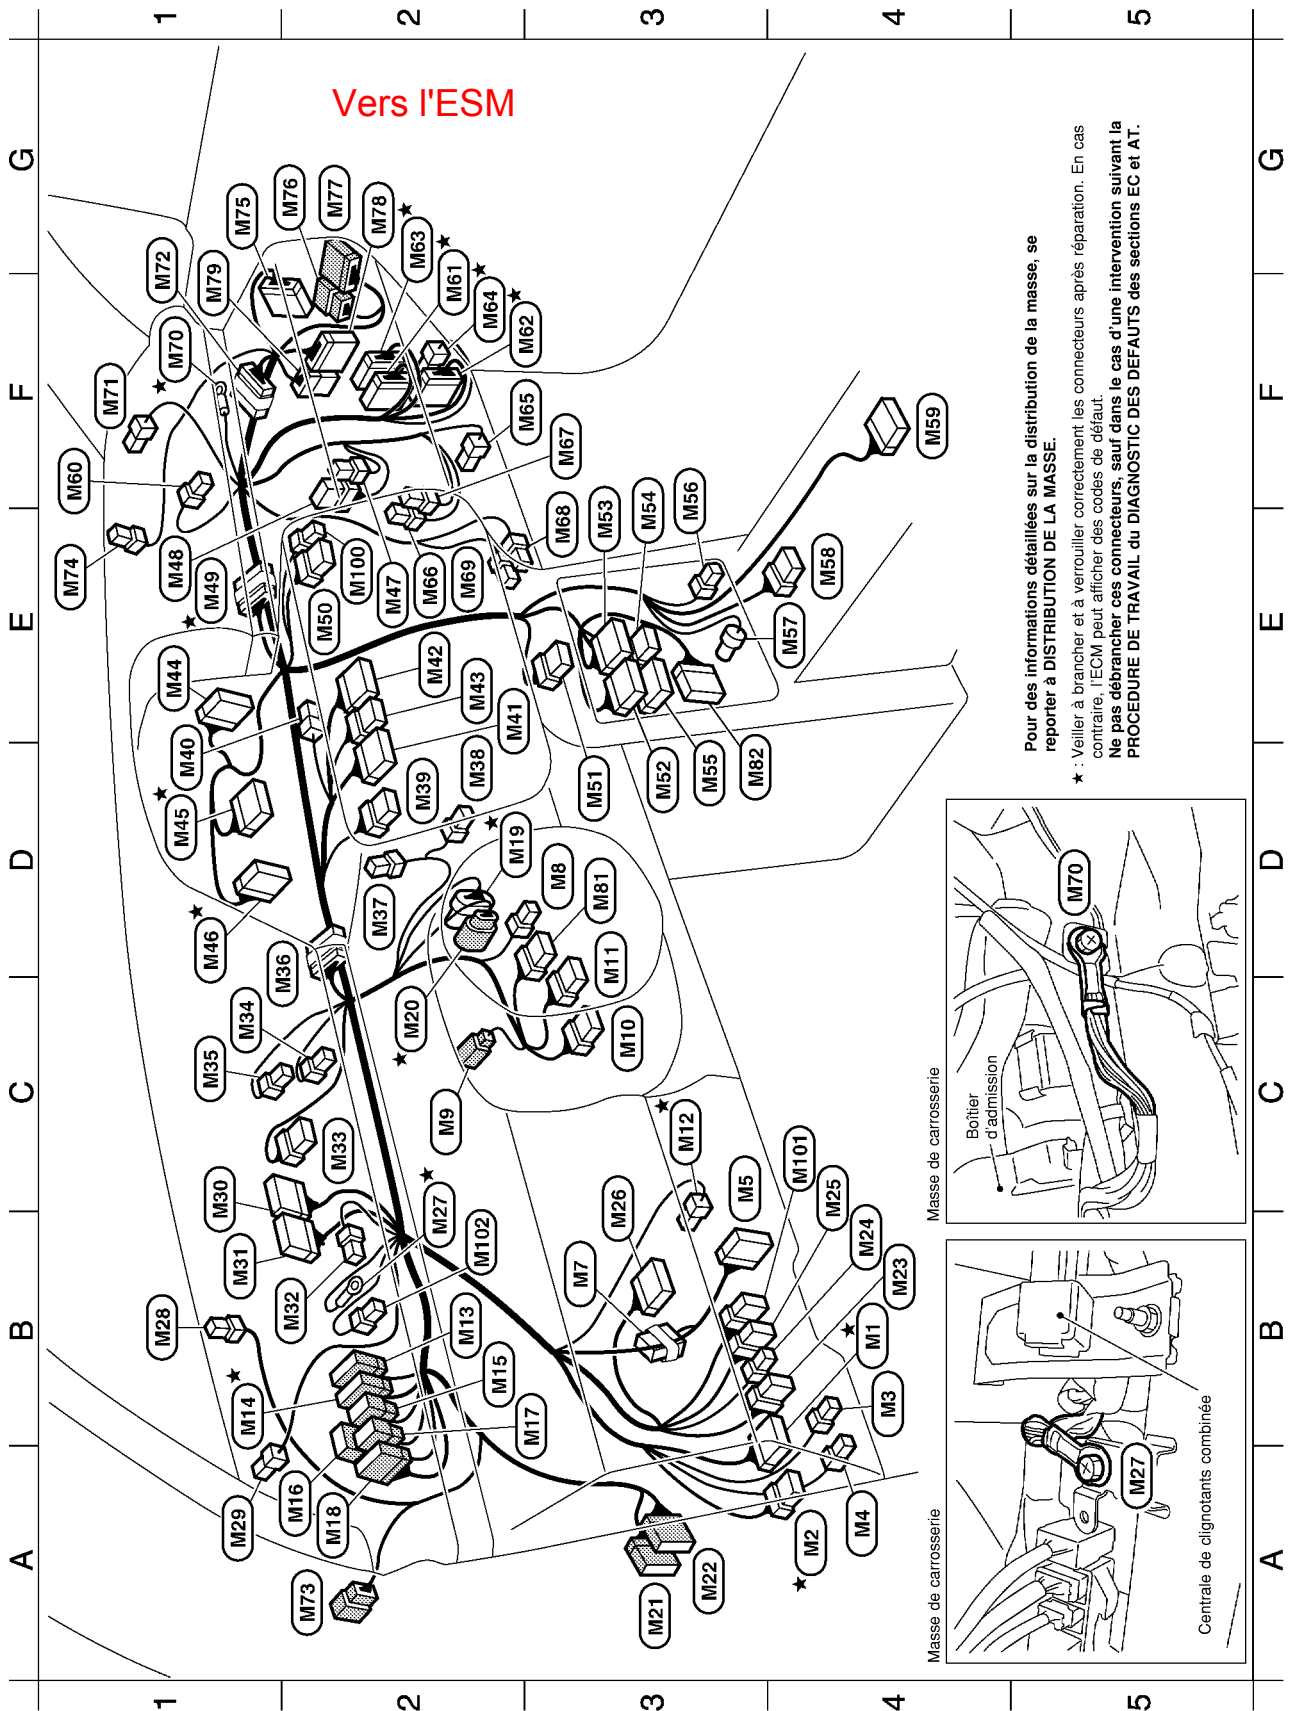 1
2
3
4
5
G
F
E
D
C
B
A
Vers l'ESM
M72
M79
M75
M76
M77
M78
M63
★
M61
★
M64
★
M62
★
M70
★
M71
M60
M74
M65
M67
M48
M49
★
M100
M50
M47
M66
M69
M68
M53
M54
M56
M59
M58
M57
M44
M40
M45
★
M46
★
M42
M43
M41
M38
M39
M37
M36
M51
M52
M55
M82
M19
★
M8
M81
M11
M10
M20
★
M9
M34
M35
M33
M30
M31
M32
M27
★
M102
M28
M13
M14
★
M15
M17
M29
M16
M18
M73
M12
★
M5
M26
M7
M101
M25
M24
M23
M1
★
M3
M4
M2
★
M22
M21
Pour des informations détaillées sur la distribution de la masse, se
reporter à DISTRIBUTION DE LA MASSE.
★ : Veiller à brancher et à verrouiller correctement les connecteurs après réparation. En cas
contraire, l'ECM peut afficher des codes de défaut.
Ne pas débrancher ces connecteurs, sauf dans le cas d'une intervention suivant la
PROCEDURE DE TRAVAIL du DIAGNOSTIC DES DEFAUTS des sections EC et AT.
Masse de carrosserie
M27
Centrale de clignotants combinée
Masse de carrosserie
Boîtier
d'admission
M70
1
2
3
4
5
G
F
E
D
C
B
A